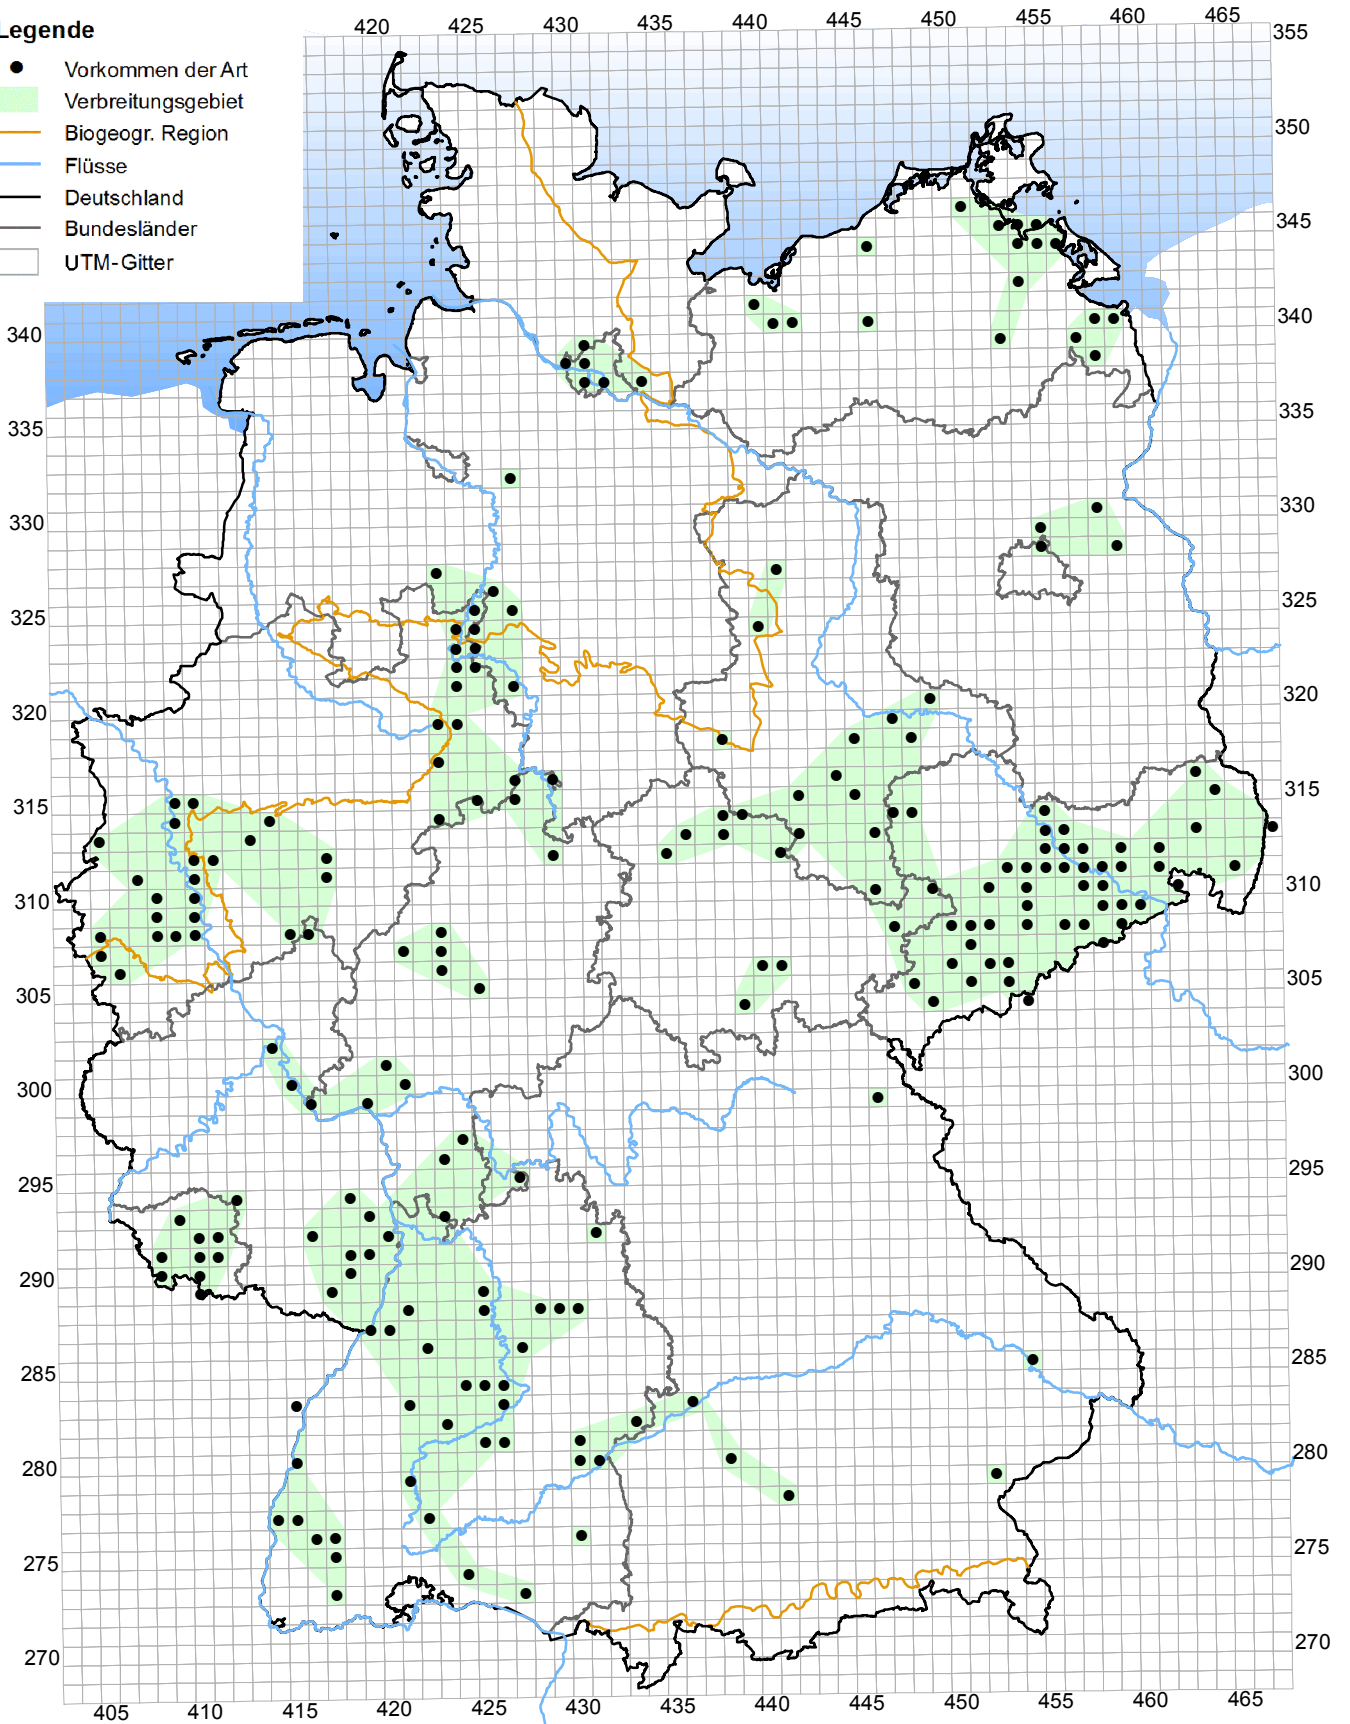 Legende
Vorkommen der Art
Verbreitungsgebiet
Biogeogr. Region
Flüsse
Deutschland
Bundesländer
UTM-Gitter
420 425 430 435 440 445 450 455 460 465
355
350
345
340 340
335 335
330 330
325 325
320 320
315 315
310 310
305 305
300 300
295 295
290 290
285 285
280 280
275 275
270 270
405 410 415 420 425 430 435 440 445 450 455 460 465